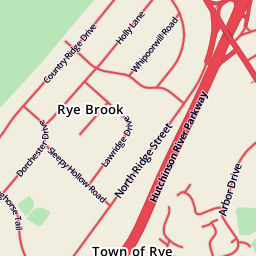 Holly Lane
Country Ridge Drive
Whipoorwill Road
Rye Brook
Hutchinson River Parkway
Dorchester Drive
Lawridge Drive
North Ridge Street
Sleepy Hollow Road
Arbor Drive
Town of Rye